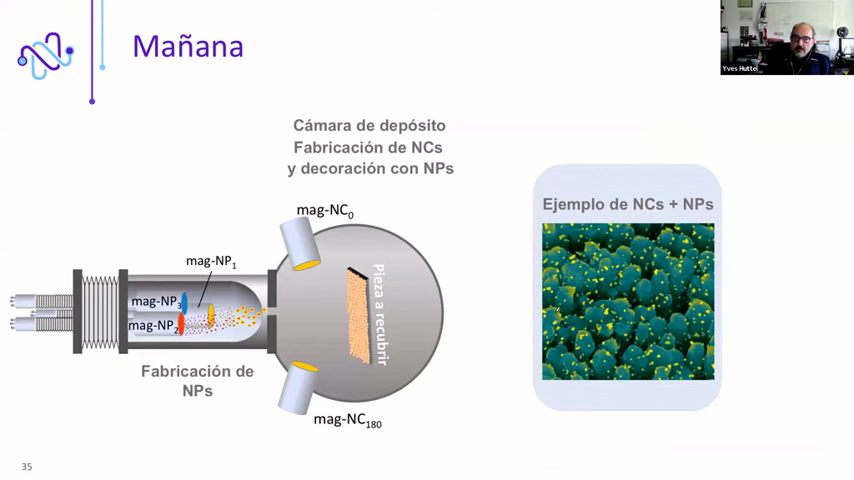 Mañana
Yves Huttel
Cámara de depósito
Fabricación de NCs
y decoración con NPs
mag-NC0
Ejemplo de NCs + NPs
mag-NP1
mag-NP3
mag-NP2
Pieza a recubrir
Fabricación de
NPs
mag-NC180
35